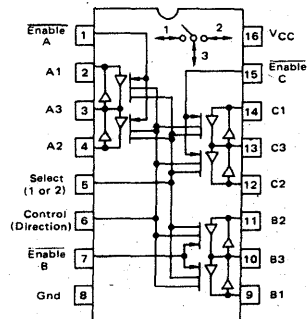 Enable
A
1
A1
2
A3
3
A2
4
Select
(1 or 2)
5
Control
(Direction)
6
Enable
B
7
Gnd
8
1
2
3
16
VCC
15
Enable
C
14
C1
13
C3
12
C2
11
B2
10
B3
9
B1